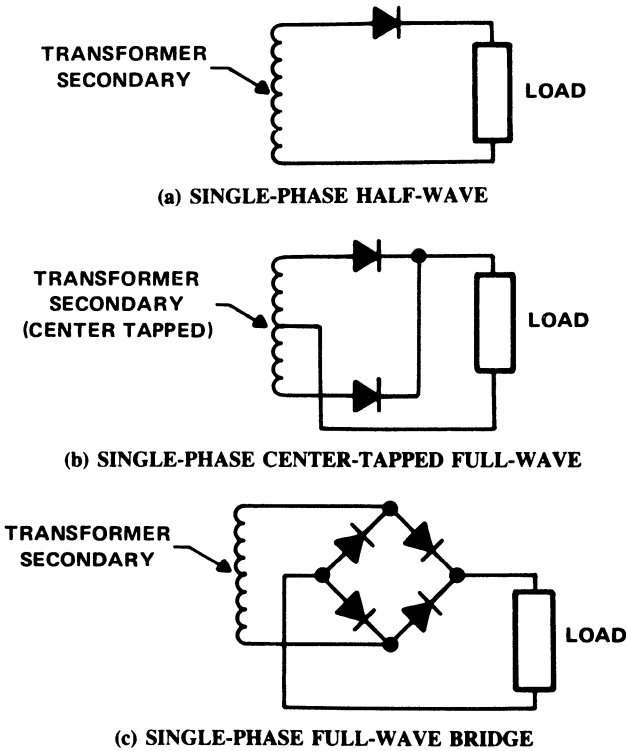 TRANSFORMER
SECONDARY
LOAD
(a) SINGLE-PHASE HALF-WAVE
TRANSFORMER
SECONDARY
(CENTER TAPPED)
LOAD
(b) SINGLE-PHASE CENTER-TAPPED FULL-WAVE
TRANSFORMER
SECONDARY
LOAD
(c) SINGLE-PHASE FULL-WAVE BRIDGE